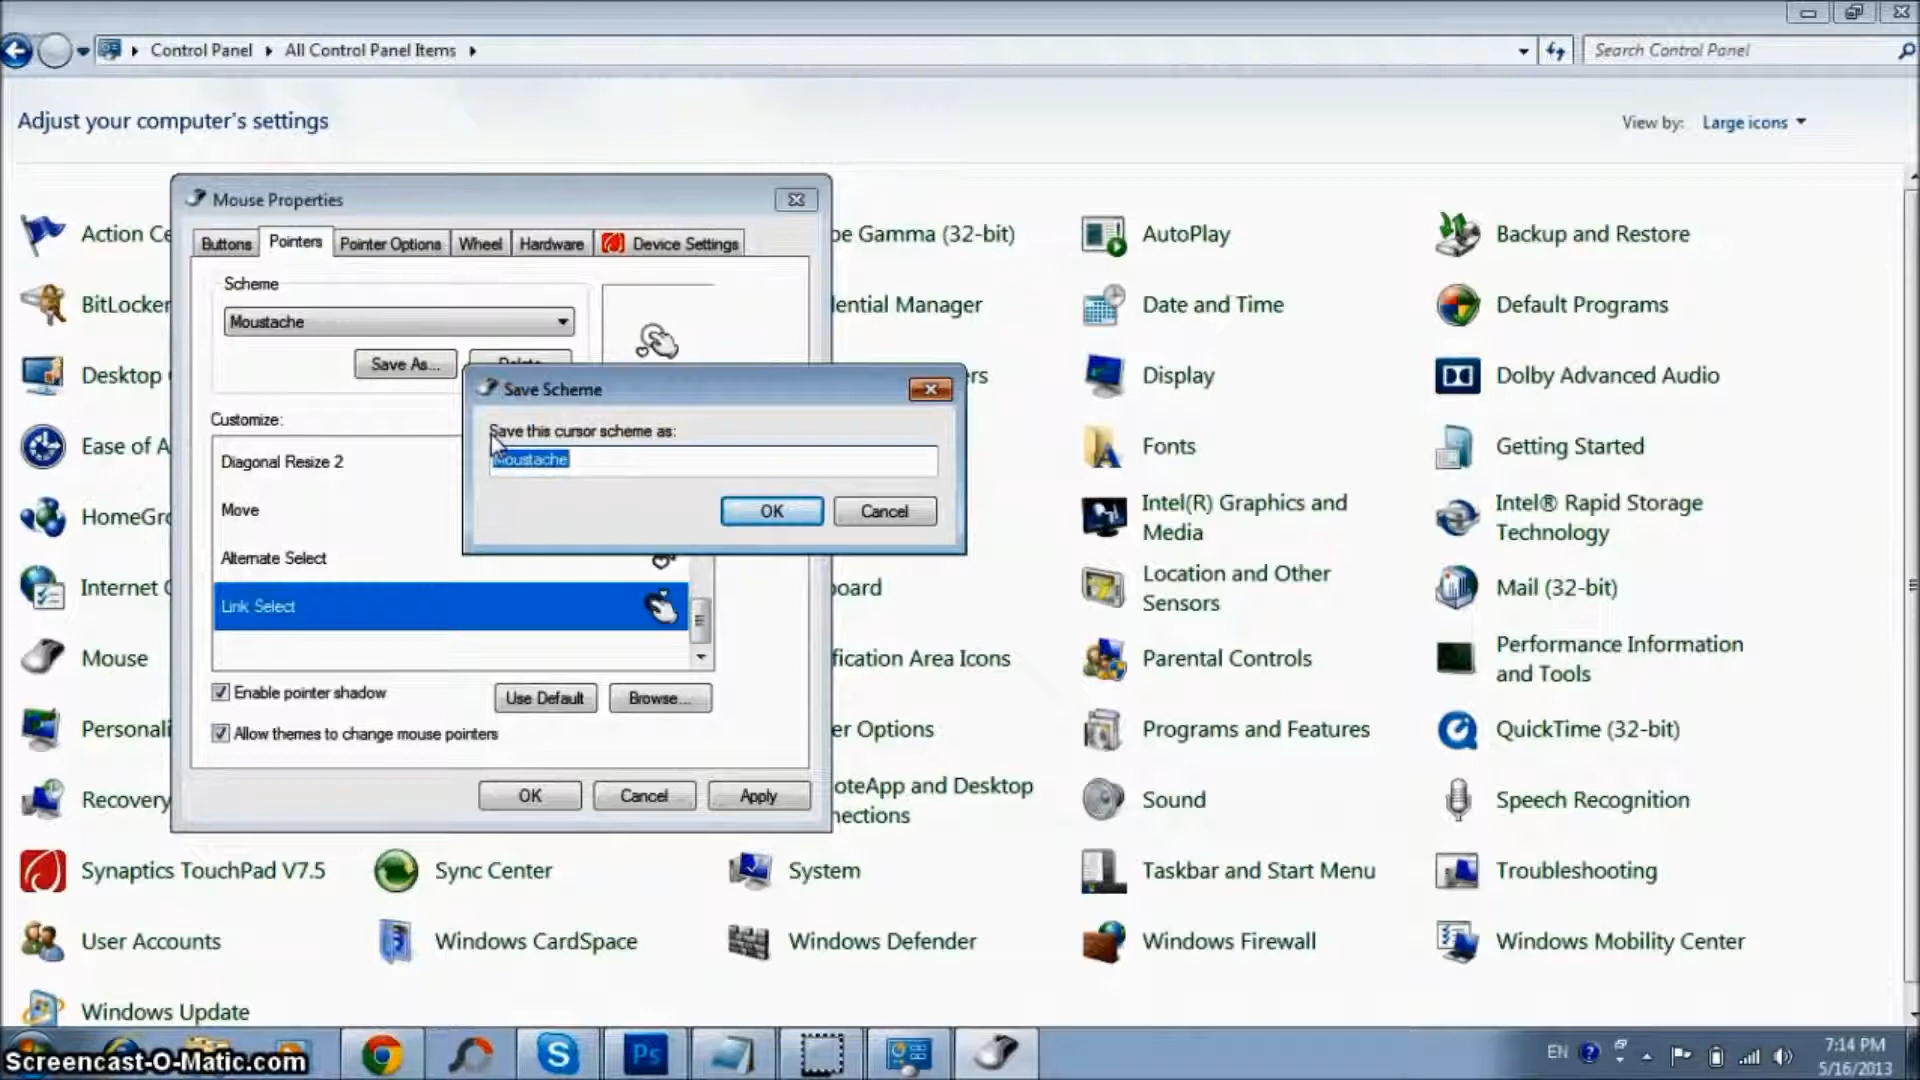 Control Panel
All Control Panel Items
Search Control Panel
Adjust your computer's settings
View by: Large icons
Mouse Properties
Buttons
Pointers
Pointer Options
Wheel
Hardware
Device Settings
Scheme
Moustache
Save As...
Delete
Customize:
Diagonal Resize 2
Move
Alternate Select
Link Select
Enable pointer shadow
Use Default
Browse...
Allow themes to change mouse pointers
OK
Cancel
Apply
Save Scheme
Save this cursor scheme as:
Moustache
OK
Cancel
Action Ce
Gamma (32-bit)
AutoPlay
Backup and Restore
BitLocker
dential Manager
Date and Time
Default Programs
Desktop
rs
Display
Dolby Advanced Audio
Ease of A
Fonts
Getting Started
HomeGro
Intel(R) Graphics and
Media
Intel® Rapid Storage
Technology
Internet
board
Location and Other
Sensors
Mail (32-bit)
Mouse
fication Area Icons
Parental Controls
Performance Information
and Tools
Personali
er Options
Programs and Features
QuickTime (32-bit)
Recovery
oteApp and Desktop
nnections
Sound
Speech Recognition
Synaptics TouchPad V7.5
Sync Center
System
Taskbar and Start Menu
Troubleshooting
User Accounts
Windows CardSpace
Windows Defender
Windows Firewall
Windows Mobility Center
Windows Update
Screencast-O-Matic.com
Ps
EN
7:14 PM
5/16/2013